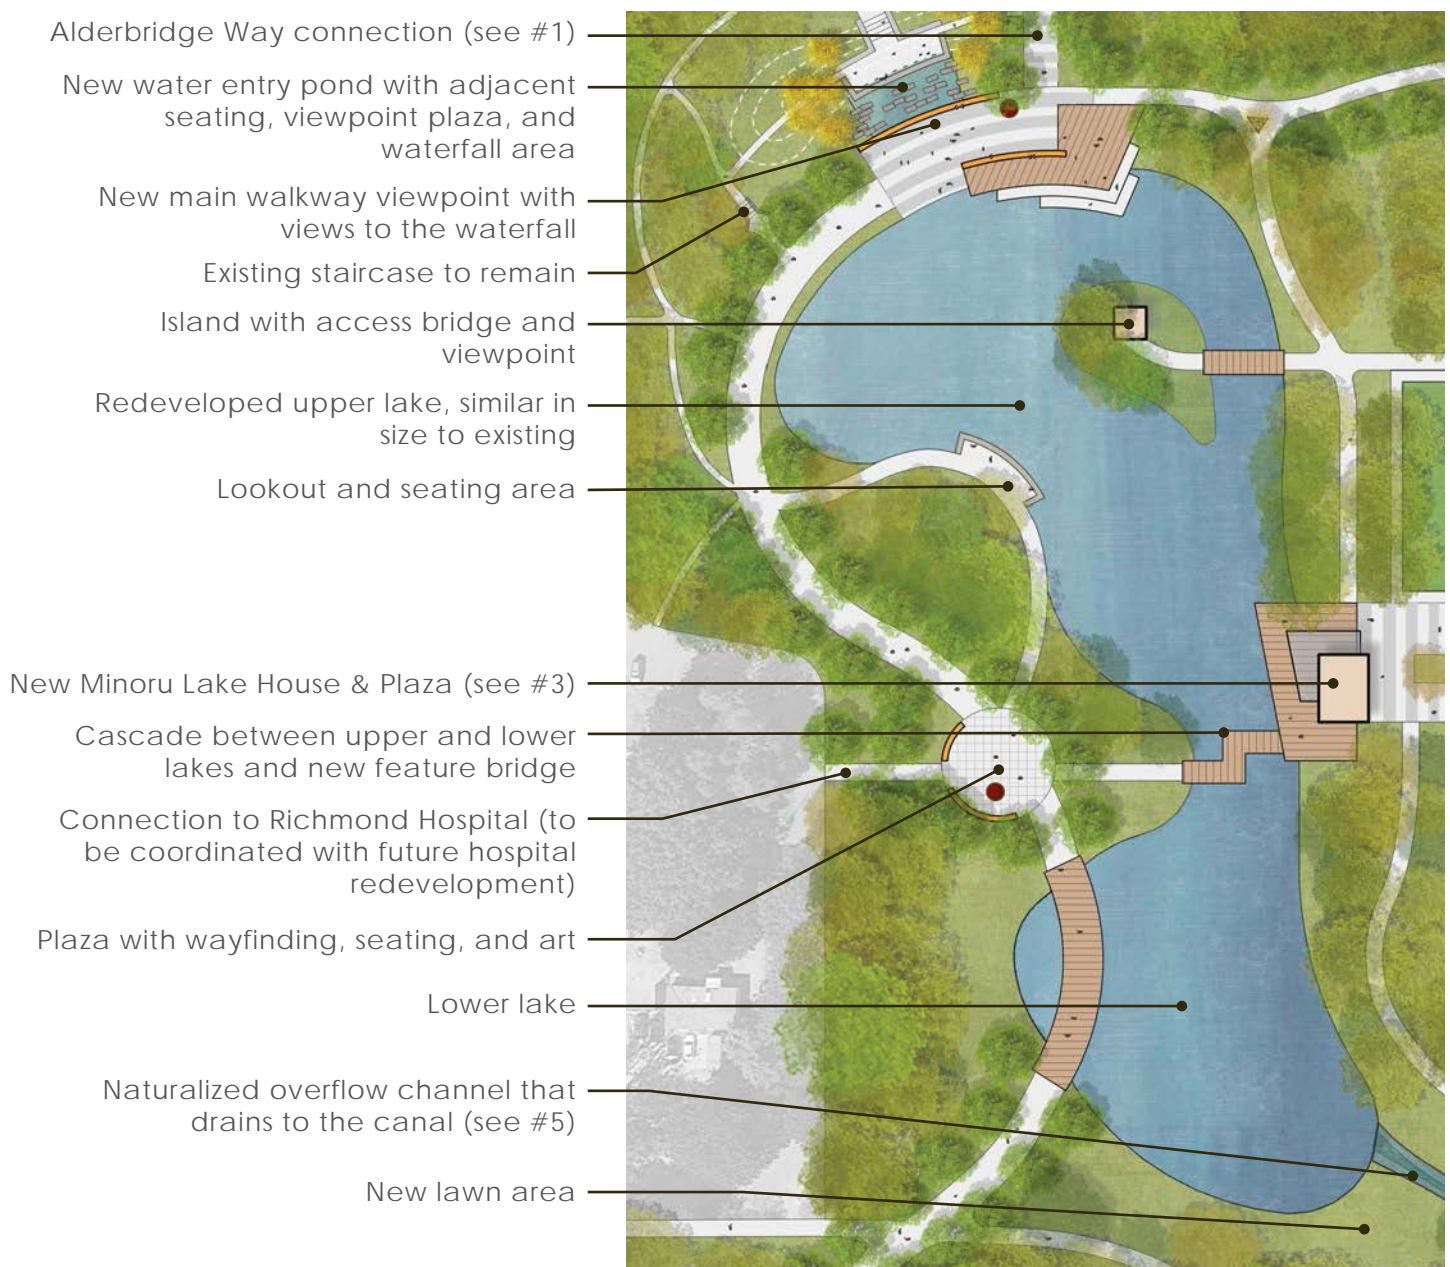 Alderbridge Way connection (see #1)
New water entry pond with adjacent
seating, viewpoint plaza, and
waterfall area
New main walkway viewpoint with
views to the waterfall
Existing staircase to remain
Island with access bridge and
viewpoint
Redeveloped upper lake, similar in
size to existing
Lookout and seating area
New Minoru Lake House & Plaza (see #3)
Cascade between upper and lower
lakes and new feature bridge
Connection to Richmond Hospital (to
be coordinated with future hospital
redevelopment)
Plaza with wayfinding, seating, and art
Lower lake
Naturalized overflow channel that
drains to the canal (see #5)
New lawn area